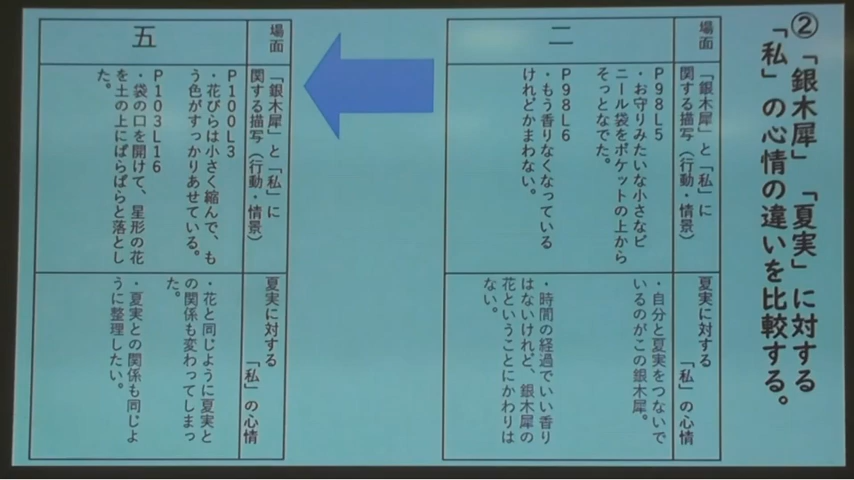 ②「銀木犀」「夏実」に対する
「私」の心情の違いを比較する。
場面
二
「銀木犀」と「私」に
関する描写（行動・情景）
P98L5
・お守りみたいな小さなビ
ニール袋をポケットの上から
そっとなでた。
P98L6
・もう香りなくなっている
けれどかまわない。
夏実に対する
「私」の心情
・自分と夏実をつないで
いるのがこの銀木犀。
・時間の経過でいい香り
はないけれど、銀木犀の
花ということにかわりは
ない。
場面
五
「銀木犀」と「私」に
関する描写（行動・情景）
P100L3
・花びらは小さく縮んで、も
う色がすっかりあせている。
P103L16
・袋の口を開けて、星形の花
を土の上にぱらぱらと落とし
た。
夏実に対する
「私」の心情
・花と同じように夏実と
の関係も変わってしまっ
た。
・夏実との関係も同じよ
うに整理したい。